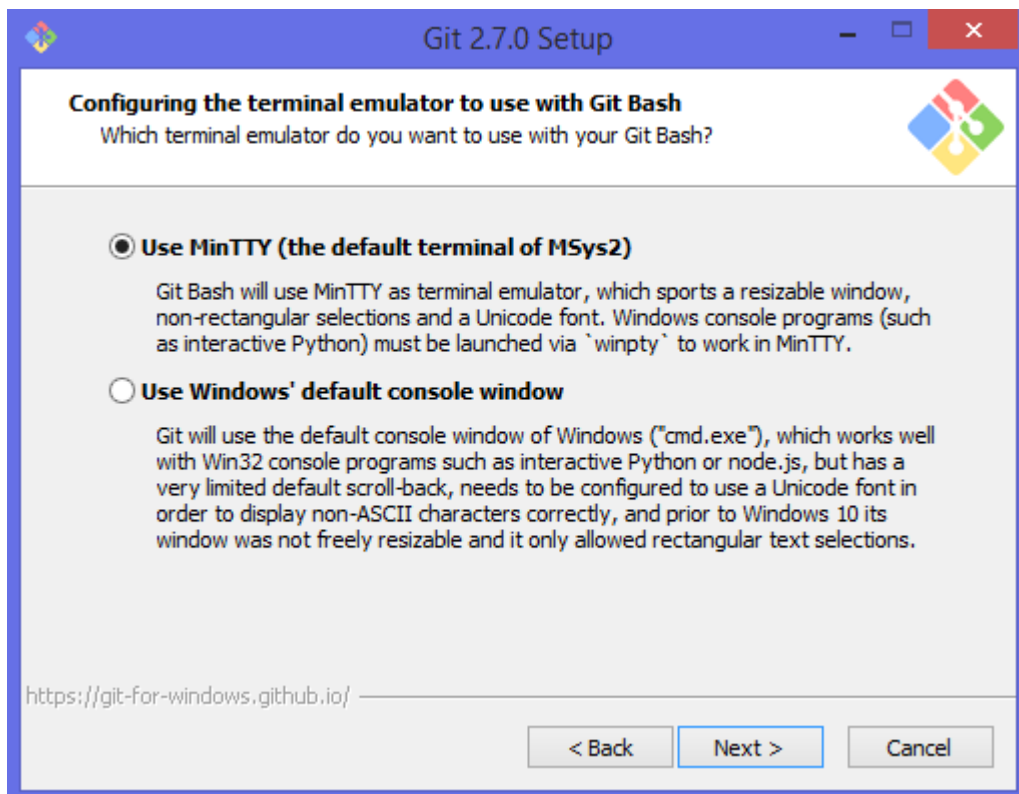 Git 2.7.0 Setup
Configuring the terminal emulator to use with Git Bash
Which terminal emulator do you want to use with your Git Bash?
Use MinTTY (the default terminal of MSys2)
Git Bash will use MinTTY as terminal emulator, which sports a resizable window,
non-rectangular selections and a Unicode font. Windows console programs (such
as interactive Python) must be launched via `winpty` to work in MinTTY.
Use Windows' default console window
Git will use the default console window of Windows ("cmd.exe"), which works well
with Win32 console programs such as interactive Python or node.js, but has a
very limited default scroll-back, needs to be configured to use a Unicode font in
order to display non-ASCII characters correctly, and prior to Windows 10 its
window was not freely resizable and it only allowed rectangular text selections.
https://git-for-windows.github.io/
< Back Next > Cancel